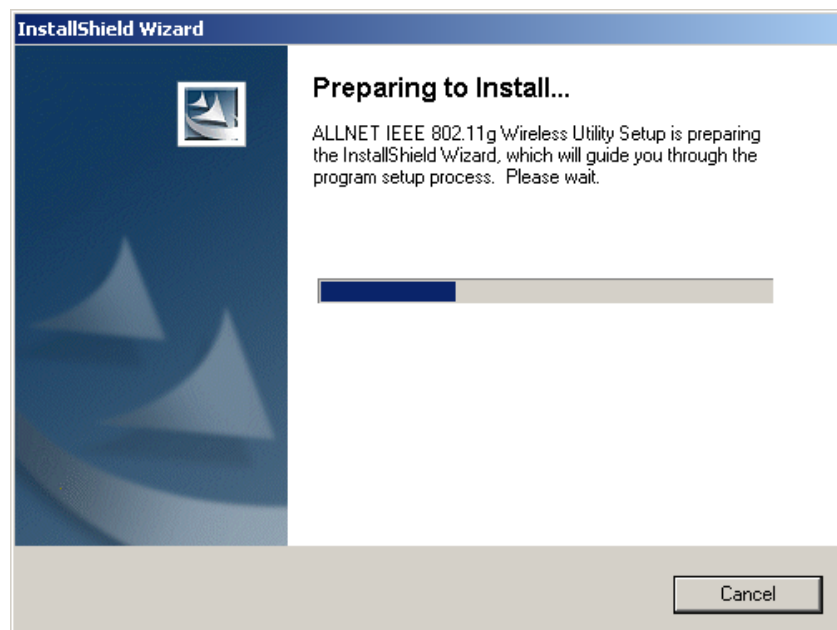 InstallShield Wizard
Preparing to Install...
ALLNET IEEE 802.11g Wireless Utility Setup is preparing
the InstallShield Wizard, which will guide you through the
program setup process. Please wait.
Cancel